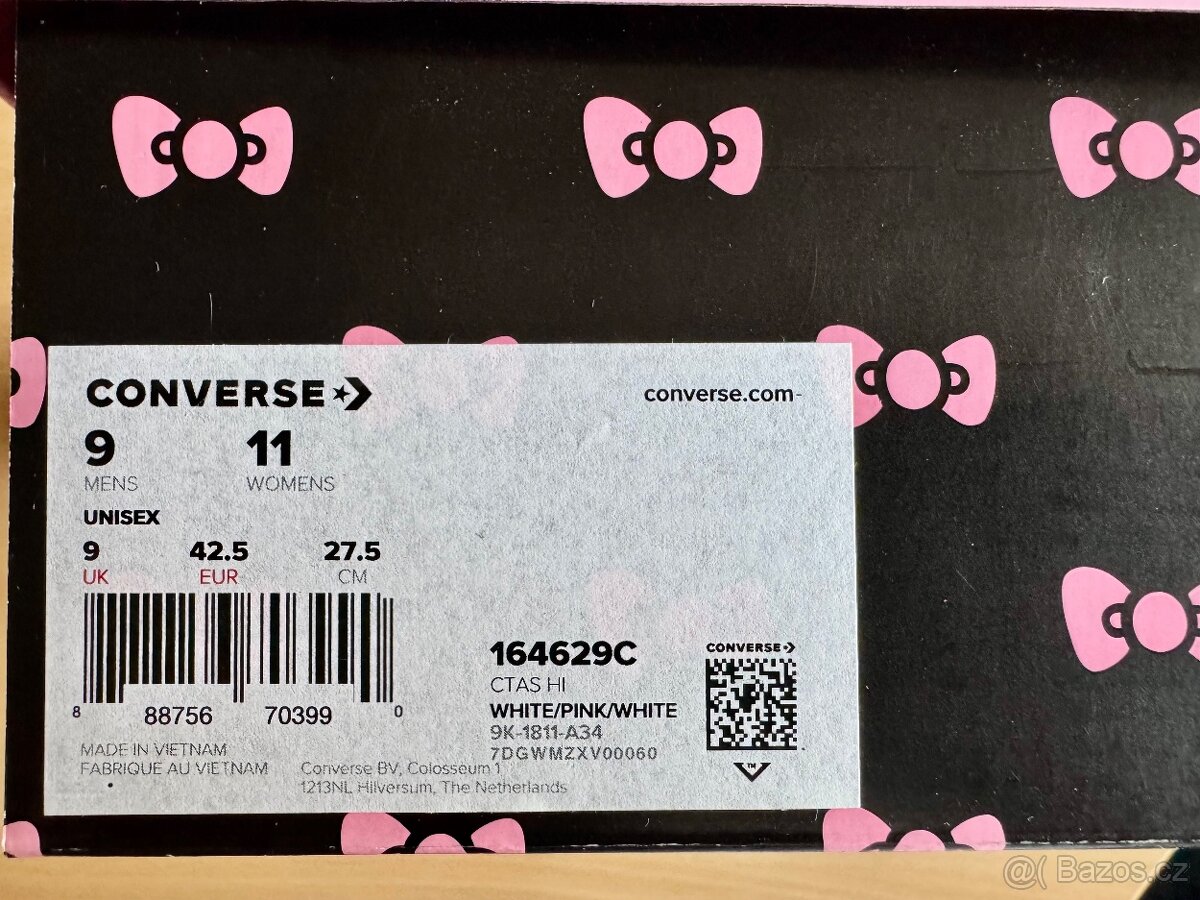 CONVERSE
converse.com
9 11
MENS WOMENS
UNISEX
9 42.5 27.5
UK EUR CM
8 88756 70399 0
MADE IN VIETNAM
FABRIQUE AU VIETNAM
Converse BV, Colosseum 1
1213NL Hilversum, The Netherlands
164629C
CTAS HI
WHITE/PINK/WHITE
9K-1811-A34
7DGWMZXV00060
CONVERSE
TM
@( Bazos.cz